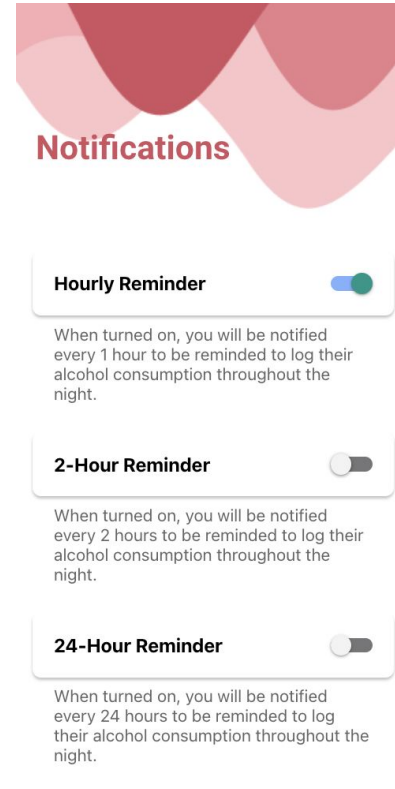 Notifications
Hourly Reminder
When turned on, you will be notified
every 1 hour to be reminded to log their
alcohol consumption throughout the
night.
2-Hour Reminder
When turned on, you will be notified
every 2 hours to be reminded to log their
alcohol consumption throughout the
night.
24-Hour Reminder
When turned on, you will be notified
every 24 hours to be reminded to log
their alcohol consumption throughout the
night.